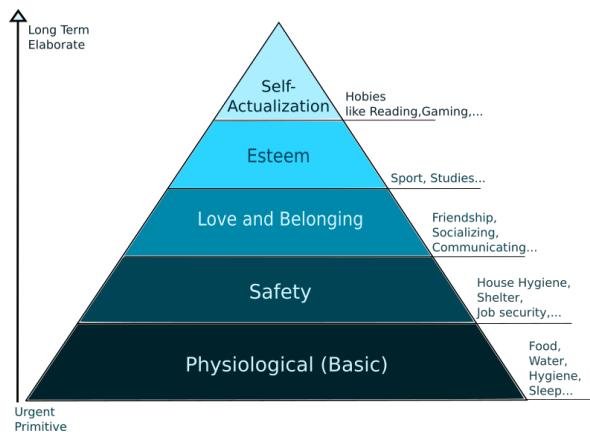 Long Term
Elaborate
Self-
Actualization
Hobies
like Reading,Gaming,...
Esteem
Sport, Studies...
Love and Belonging
Friendship,
Socializing,
Communicating...
Safety
House Hygiene,
Shelter,
Job security,...
Physiological (Basic)
Food,
Water,
Hygiene,
Sleep...
Urgent
Primitive